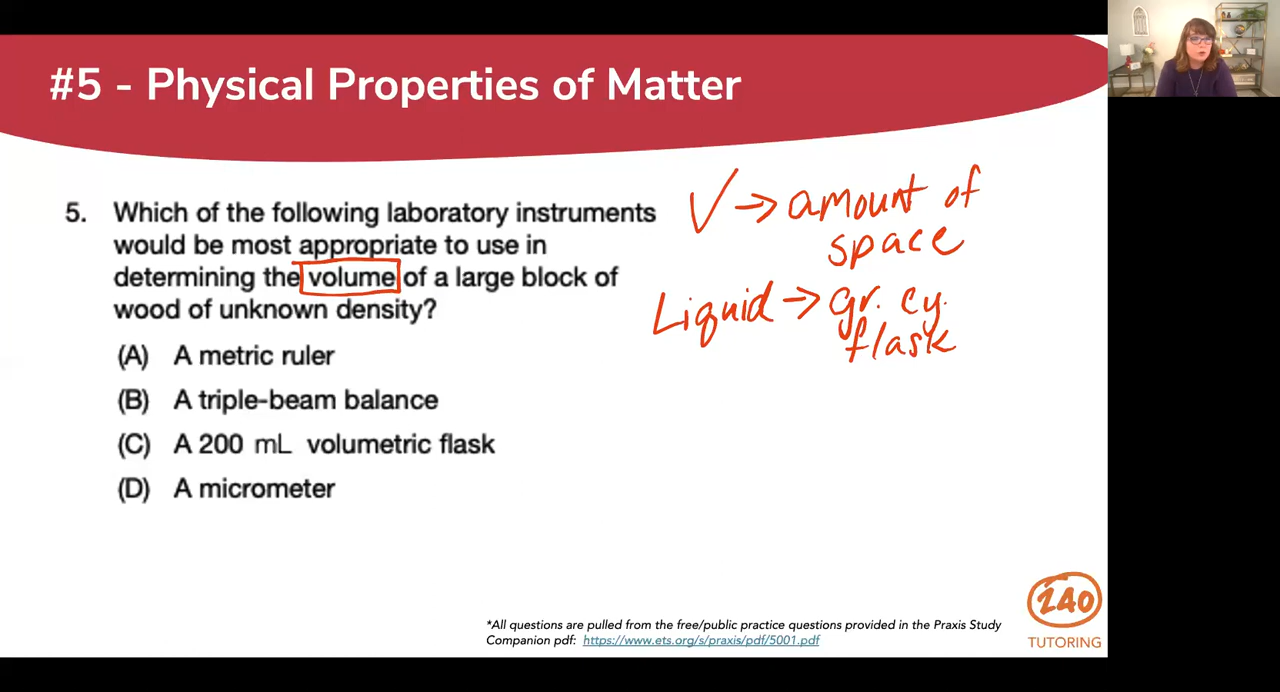 #5 - Physical Properties of Matter
5. Which of the following laboratory instruments
would be most appropriate to use in
determining the volume of a large block of
wood of unknown density?
(A) A metric ruler
(B) A triple-beam balance
(C) A 200 mL volumetric flask
(D) A micrometer
V → amount of
space
Liquid → gr. cy.
flask
*All questions are pulled from the free/public practice questions provided in the Praxis Study
Companion pdf: https://www.ets.org/s/praxis/pdf/5001.pdf
240
TUTORING